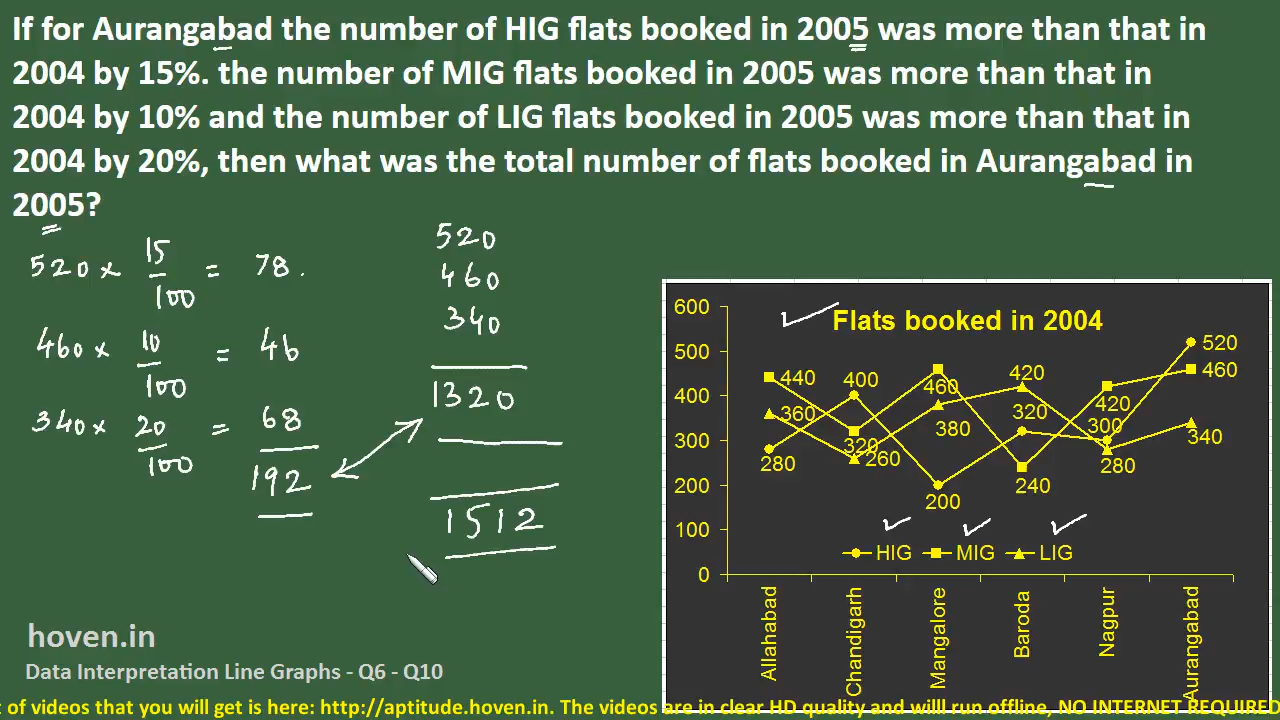 If for Aurangabad the number of HIG flats booked in 2005 was more than that in
2004 by 15%. the number of MIG flats booked in 2005 was more than that in
2004 by 10% and the number of LIG flats booked in 2005 was more than that in
2004 by 20%, then what was the total number of flats booked in Aurangabad in
2005?
520 × 15/100 = 78.
460 × 10/100 = 46
340 × 20/100 = 68
192
520
460
340
1320
1512
Flats booked in 2004
600
500
400
300
200
100
0
440
360
280
400
320
260
460
380
200
420
320
240
420
300
280
520
460
340
HIG MIG LIG
Allahabad
Chandigarh
Mangalore
Baroda
Nagpur
Aurangabad
hoven.in
Data Interpretation Line Graphs - Q6 - Q10
t of videos that you will get is here: http://aptitude.hoven.in. The videos are in clear HD quality and willl run offline, NO INTERNET REQUIRED